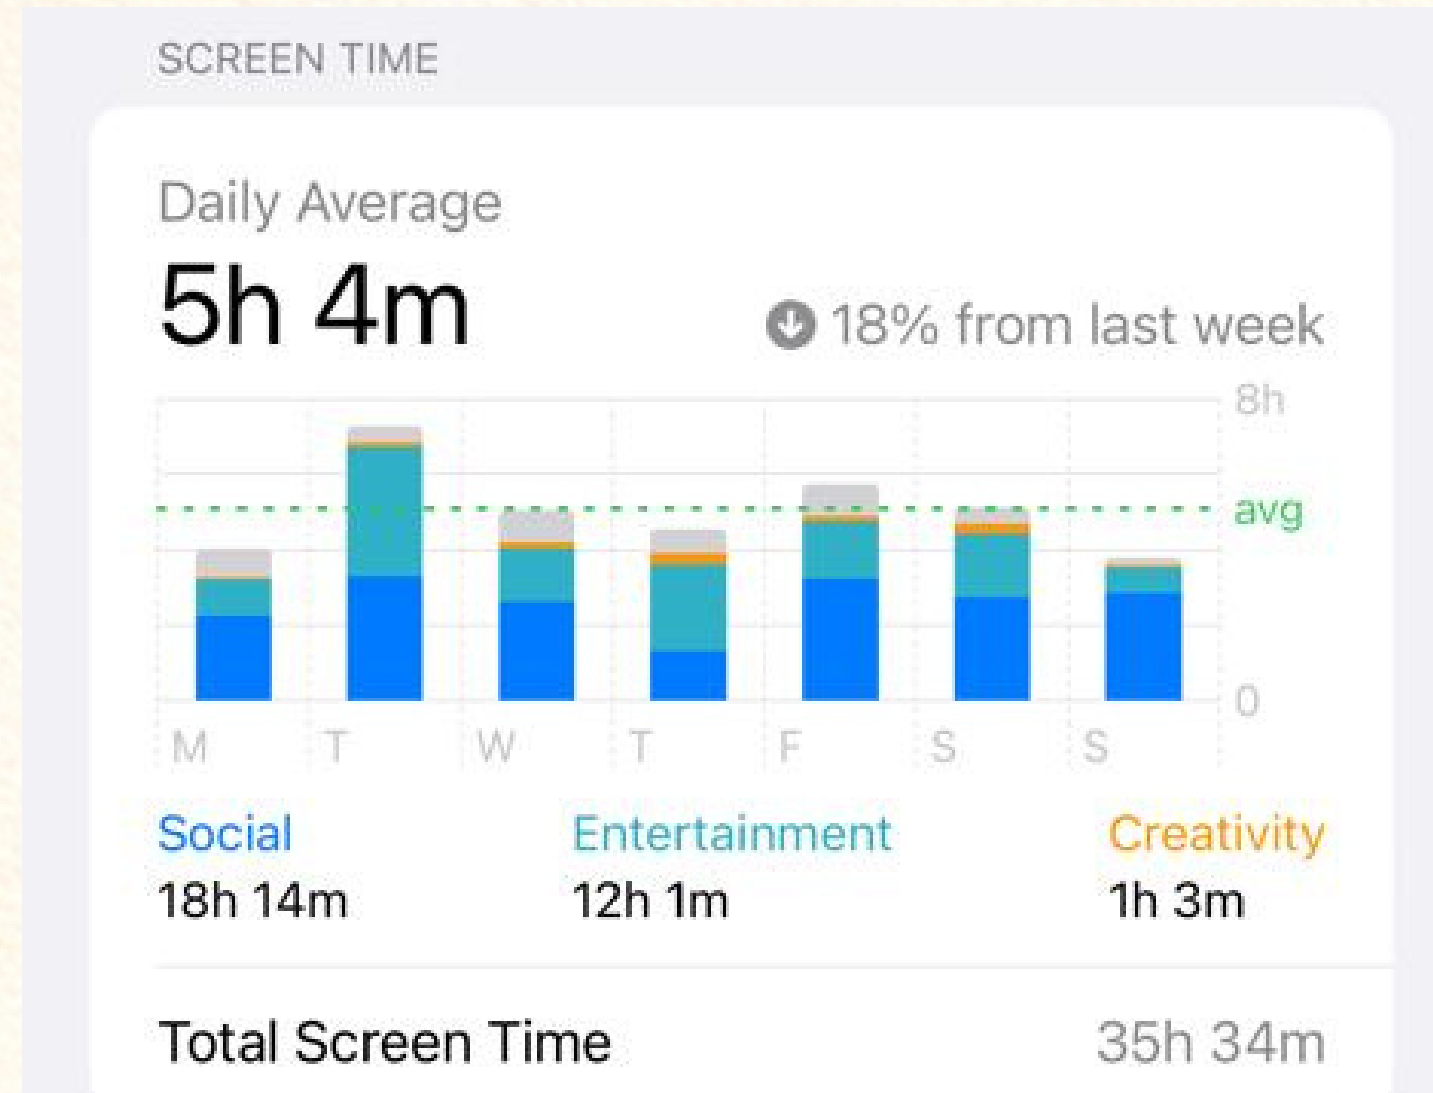 SCREEN TIME
Daily Average
5h 4m
18% from last week
8h
avg
0
M T W T F S S
Social Entertainment Creativity
18h 14m 12h 1m 1h 3m
Total Screen Time 35h 34m